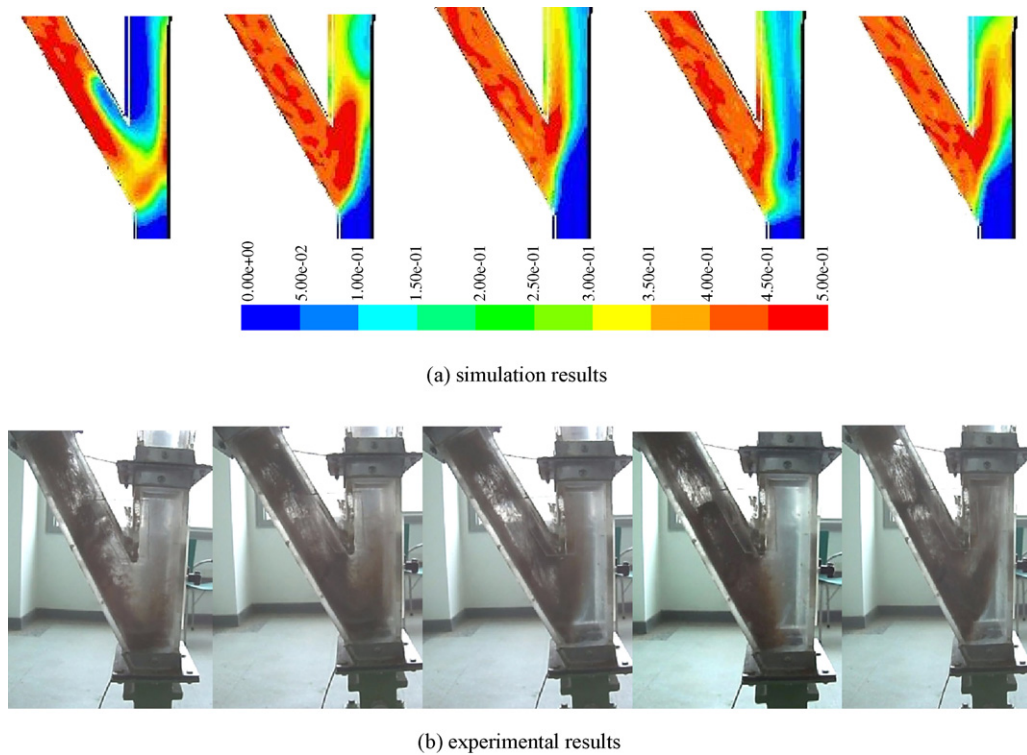 0.00e+00
5.00e-02
1.00e-01
1.50e-01
2.00e-01
2.50e-01
3.00e-01
3.50e-01
4.00e-01
4.50e-01
5.00e-01
(a) simulation results
(b) experimental results